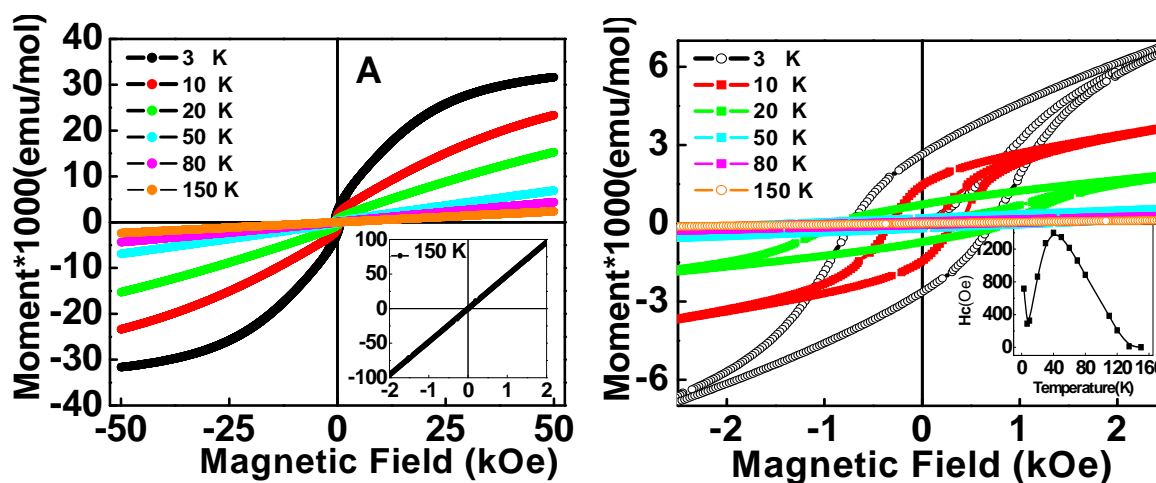 Moment*1000(emu/mol)
40
30
20
10
0
-10
-20
-30
-40
3 K
10 K
20 K
50 K
80 K
150 K
A
100
50
0
-50
-100
150 K
-2 -1 0 1 2
-50 -25 0 25 50
Magnetic Field (kOe)
Moment*1000(emu/mol)
6
3
0
-3
-6
3 K
10 K
20 K
50 K
80 K
150 K
Hc(Oe)
1200
800
400
0
0 40 80 120 160
Temperature(K)
-2 -1 0 1 2
Magnetic Field (kOe)